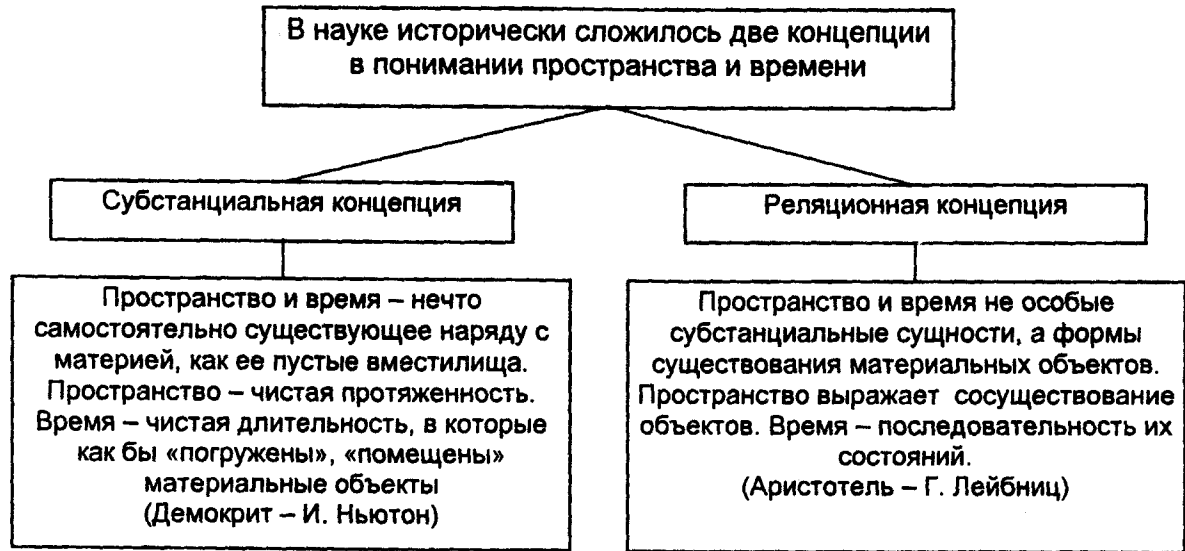 В науке исторически сложилось две концепции
в понимании пространства и времени
Субстанциальная концепция
Реляционная концепция
Пространство и время – нечто
самостоятельно существующее наряду с
материей, как ее пустые вместилища.
Пространство – чистая протяженность.
Время – чистая длительность, в которые
как бы «погружены», «помещены»
материальные объекты
(Демокрит – И. Ньютон)
Пространство и время не особые
субстанциальные сущности, а формы
существования материальных объектов.
Пространство выражает сосуществование
объектов. Время – последовательность их
состояний.
(Аристотель – Г. Лейбниц)